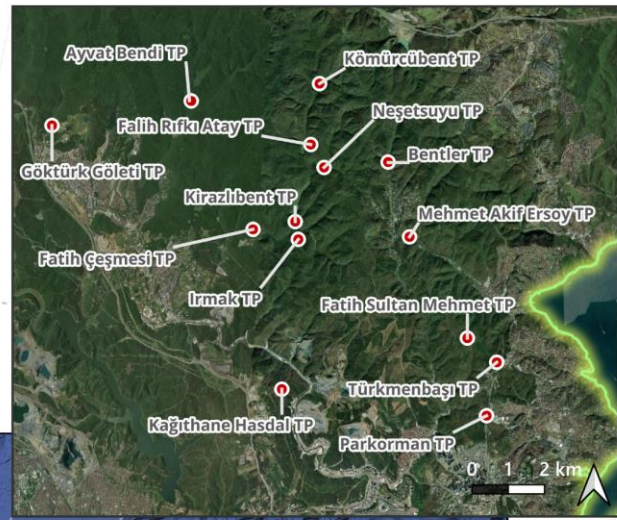 Ayvat Bendi TP
Kömürcübent TP
Neşetsuyu TP
Falih Rıfkı Atay TP
Bentler TP
Göktürk Göleti TP
Kirazlıbent TP
Mehmet Akif Ersoy TP
Fatih Çeşmesi TP
Irmak TP
Fatih Sultan Mehmet TP
Türkmenbaşı TP
Kağıthane Hasdal TP
Parkorman TP
0 1 2 km